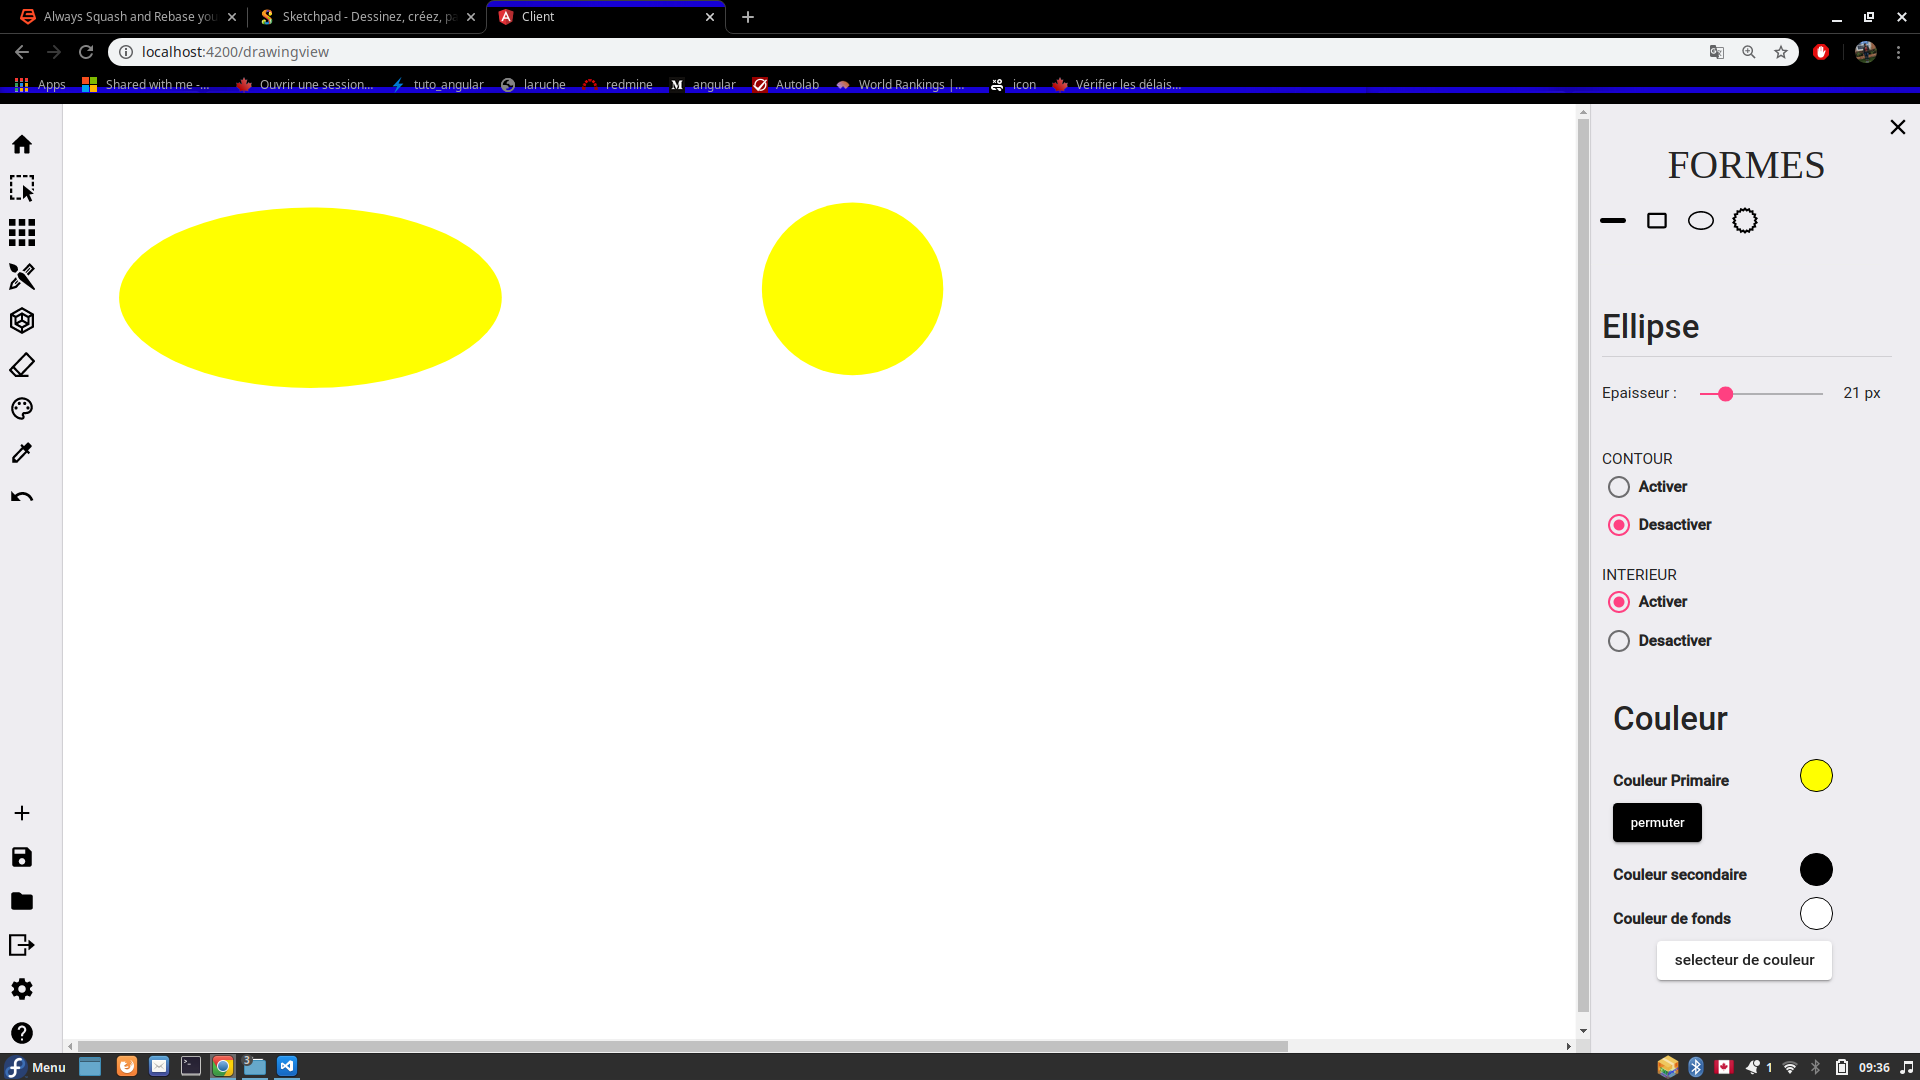 Always Squash and Rebase you
Sketchpad - Dessinez, créez, pa
Client
localhost:4200/drawingview
Apps
Shared with me -...
Ouvrir une session...
tuto_angular
laruche
redmine
M angular
Autolab
World Rankings |...
icon
Vérifier les délais...
FORMES
Ellipse
Epaisseur :
21 px
CONTOUR
Activer
Desactiver
INTERIEUR
Activer
Desactiver
Couleur
Couleur Primaire
permuter
Couleur secondaire
Couleur de fonds
selecteur de couleur
Menu
3
1
09:36